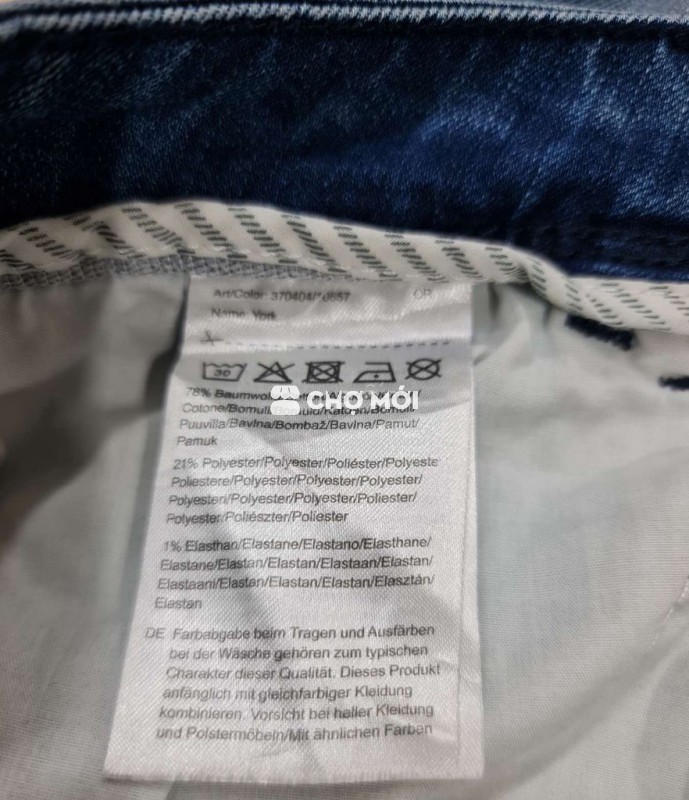 Art/Color: 370404/
Name: York
30
78%
CHỢ MỚI
Cotone/Bomull
Puuvilla/Bavlna/Bombaž/Bavlna/Pamut/
Pamuk
21% Polyester/Polyester/Poliéster/Polyeste
Poliestere/Polyester/Polyester/Polyester/
Polyesteri/Polyester/Polyester/Poliester/
Polyester/Poliészter/Poliester
1% Elasthan/Elastane/Elastano/Elasthane/
Elastane/Elastan/Elastan/Elastaan/Elastan/
Elastaani/Elastan/Elastan/Elastan/Elasztán/
Elastan
DE Farbabgabe beim Tragen und Ausfärben
bei der Wäsche gehören zum typischen
Charakter dieser Qualität. Dieses Produkt
anfänglich mit gleichfarbiger Kleidung
kombinieren. Vorsicht bei heller Kleidung
und Polstermöbeln/Mit ähnlichen Farben